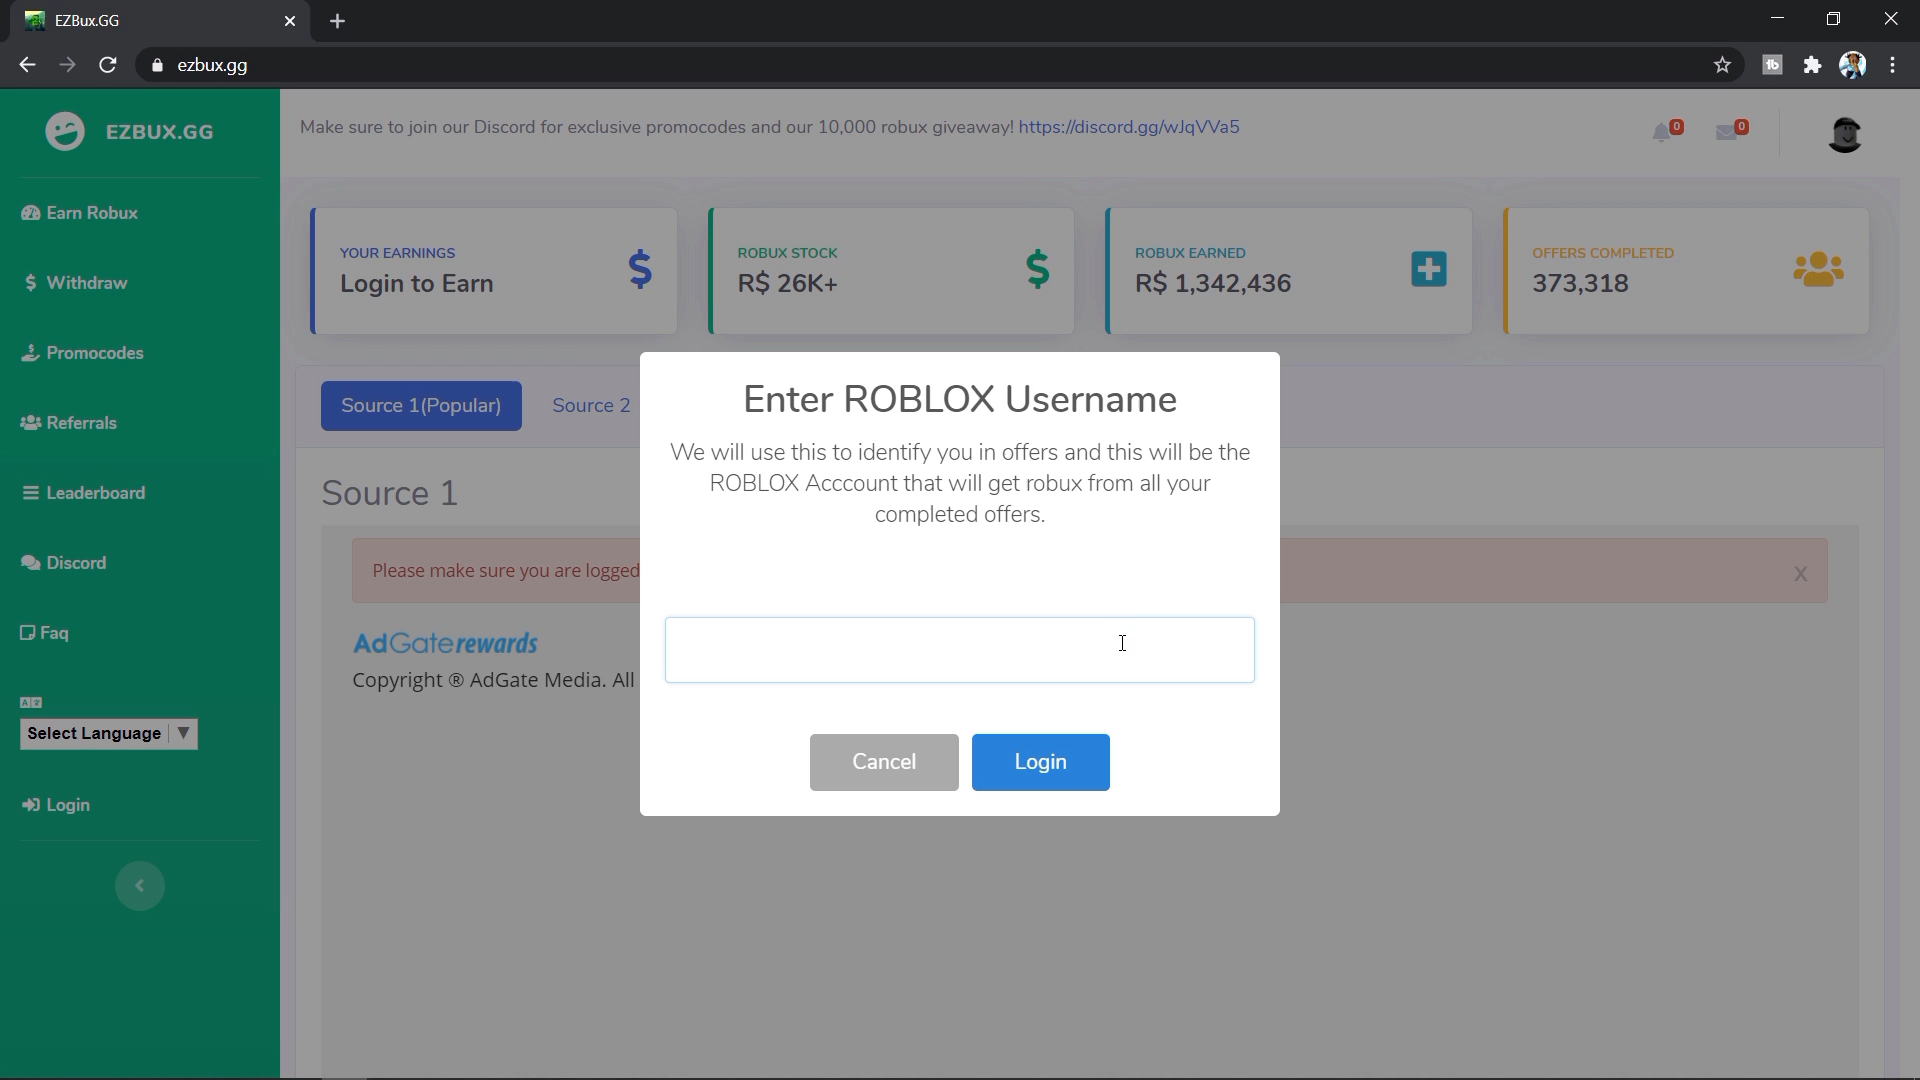 EZBux.GG
ezbux.gg
EZBUX.GG
Make sure to join our Discord for exclusive promocodes and our 10,000 robux giveaway! https://discord.gg/wJqVVa5
0
0
Earn Robux
Withdraw
Promocodes
Referrals
Leaderboard
Discord
Faq
Select Language ▼
Login
YOUR EARNINGS
Login to Earn
ROBUX STOCK
R$ 26K+
ROBUX EARNED
R$ 1,342,436
OFFERS COMPLETED
373,318
Source 1(Popular)
Source 2
Source 1
Please make sure you are logged
X
AdGate rewards
Copyright ® AdGate Media. All
Enter ROBLOX Username
We will use this to identify you in offers and this will be the
ROBLOX Acccount that will get robux from all your
completed offers.
Cancel
Login